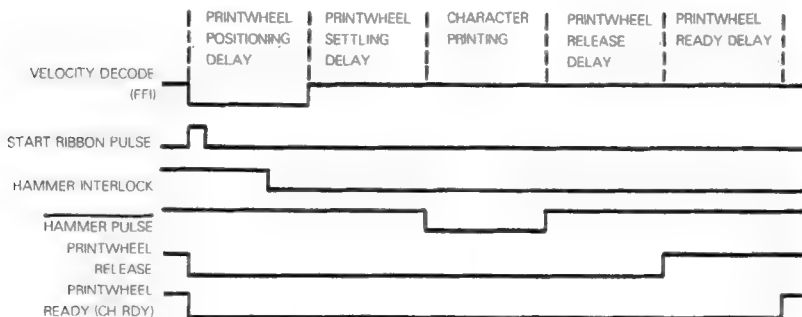 PRINTWHEEL
POSITIONING
DELAY
PRINTWHEEL
SETTLING
DELAY
CHARACTER
PRINTING
PRINTWHEEL
RELEASE
DELAY
PRINTWHEEL
READY DELAY
VELOCITY DECODE
(FFI)
START RIBBON PULSE
HAMMER INTERLOCK
HAMMER PULSE
PRINTWHEEL
RELEASE
PRINTWHEEL
READY (CH RDY)